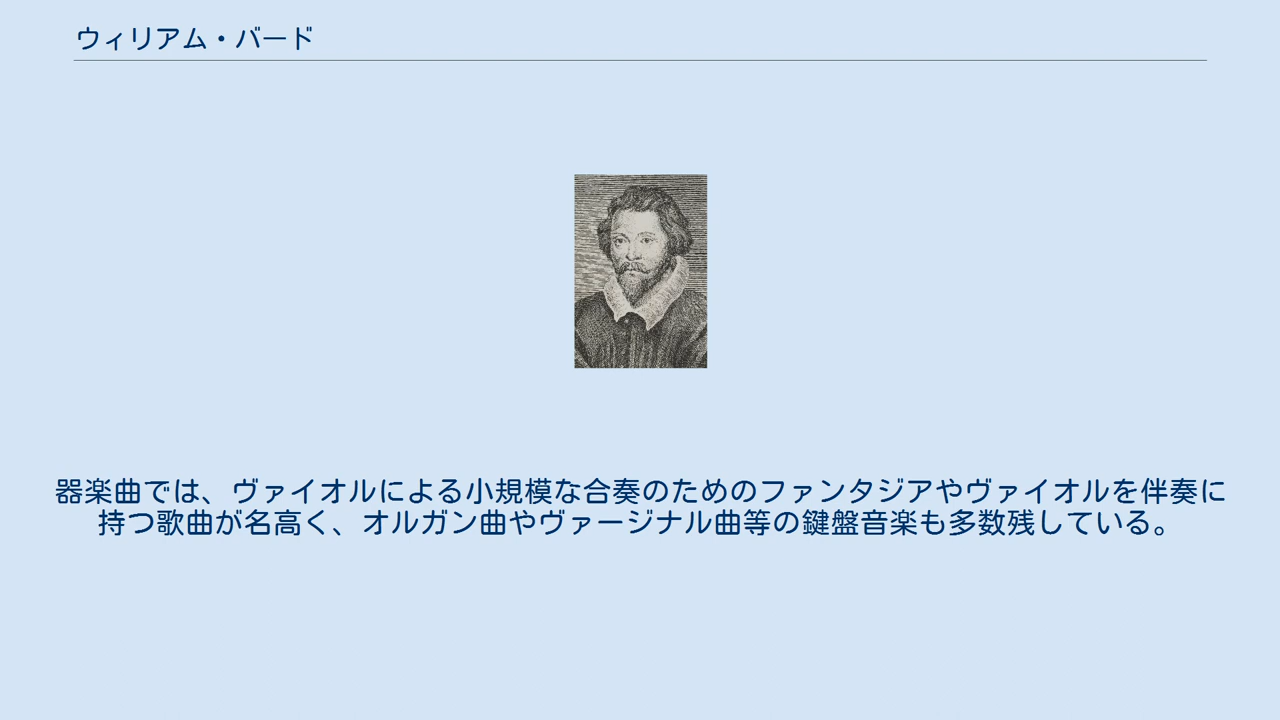 ウィリアム・バード
器楽曲では、ヴァイオルによる小規模な合奏のためのファンタジアやヴァイオルを伴奏に
持つ歌曲が名高く、オルガン曲やヴァージナル曲等の鍵盤音楽も多数残している。